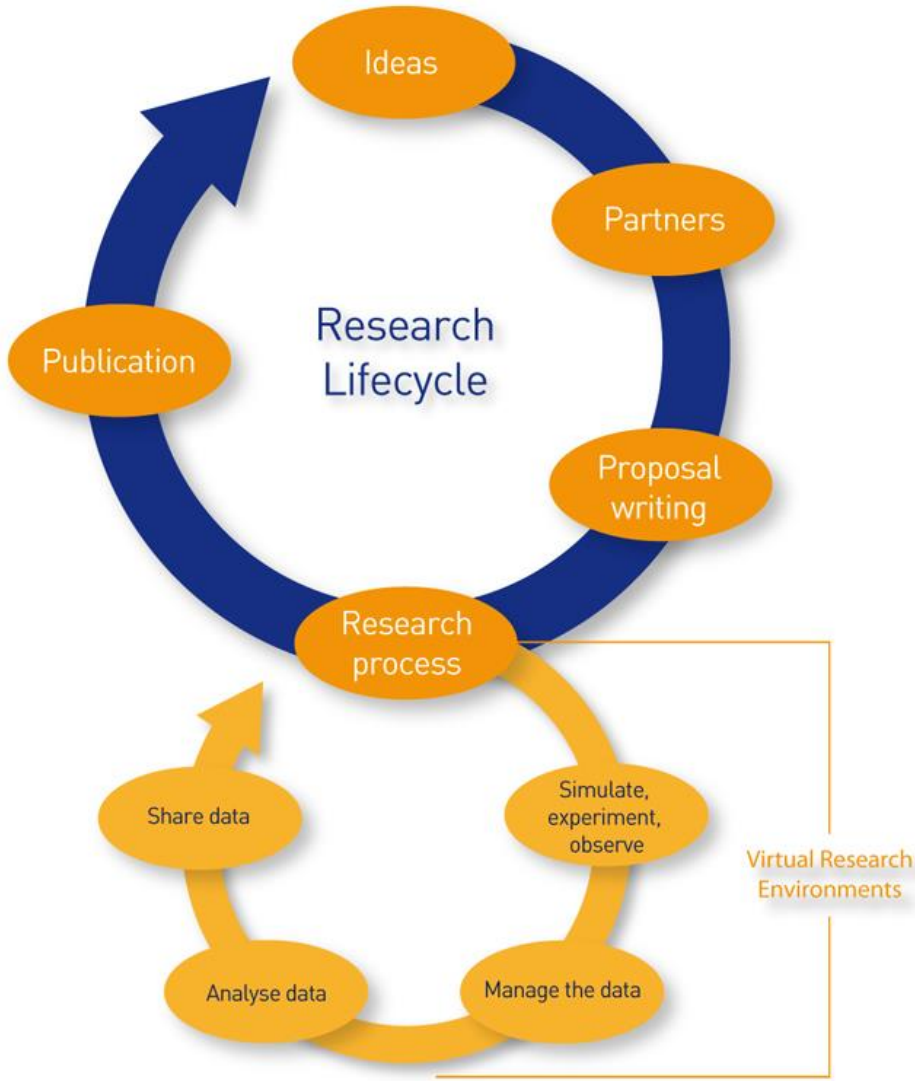 Ideas
Partners
Research
Lifecycle
Publication
Proposal
writing
Research
process
Simulate,
experiment,
observe
Share data
Virtual Research
Environments
Manage the data
Analyse data